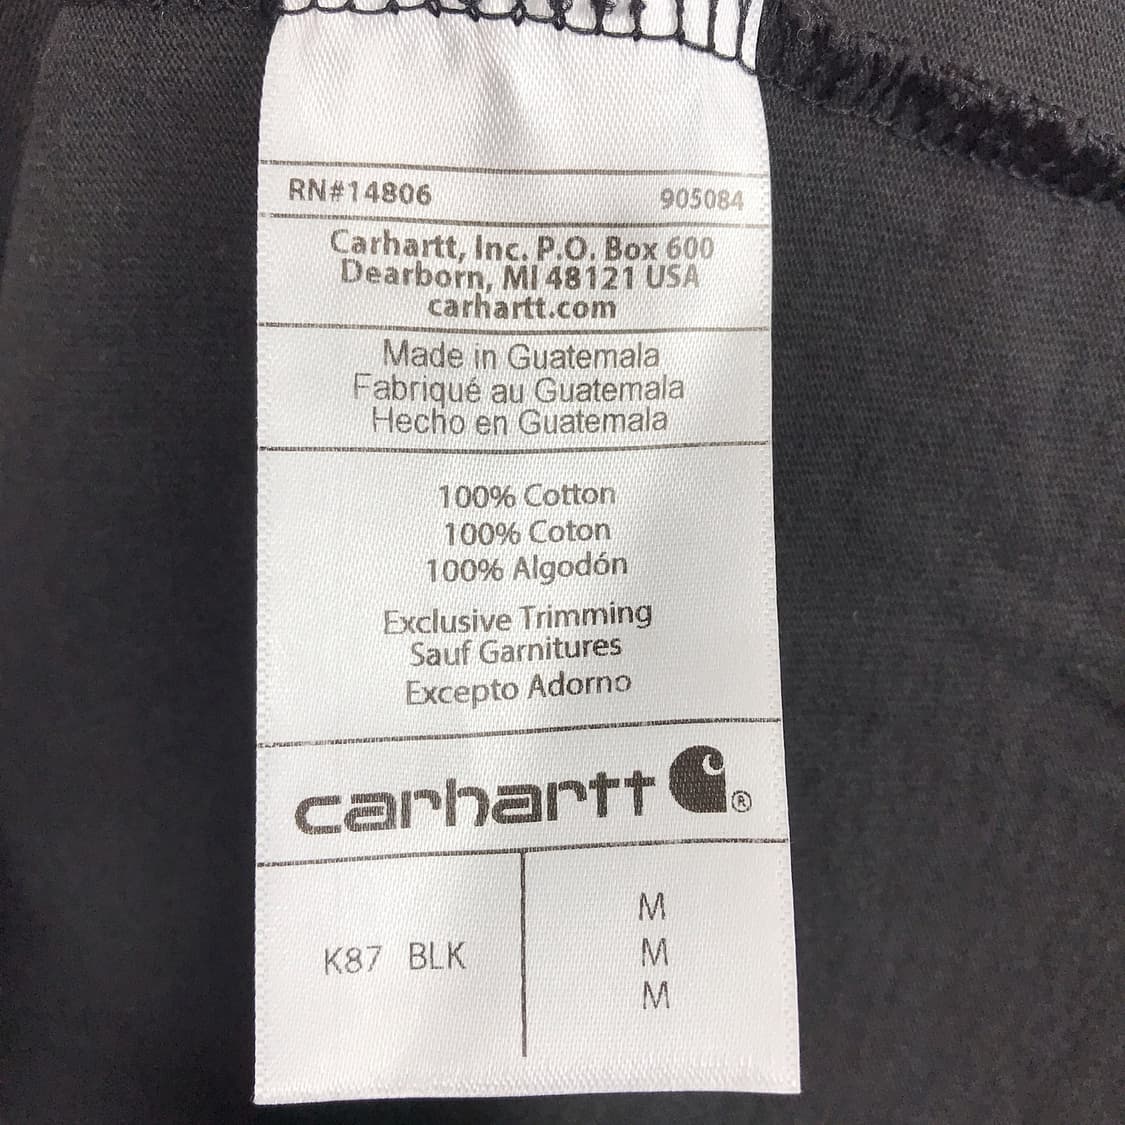 RN#14806 905084
Carhartt, Inc. P.O. Box 600
Dearborn, MI 48121 USA
carhartt.com
Made in Guatemala
Fabriqué au Guatemala
Hecho en Guatemala
100% Cotton
100% Coton
100% Algodón
Exclusive Trimming
Sauf Garnitures
Excepto Adorno
carhartt ®
M
K87 BLK M
M